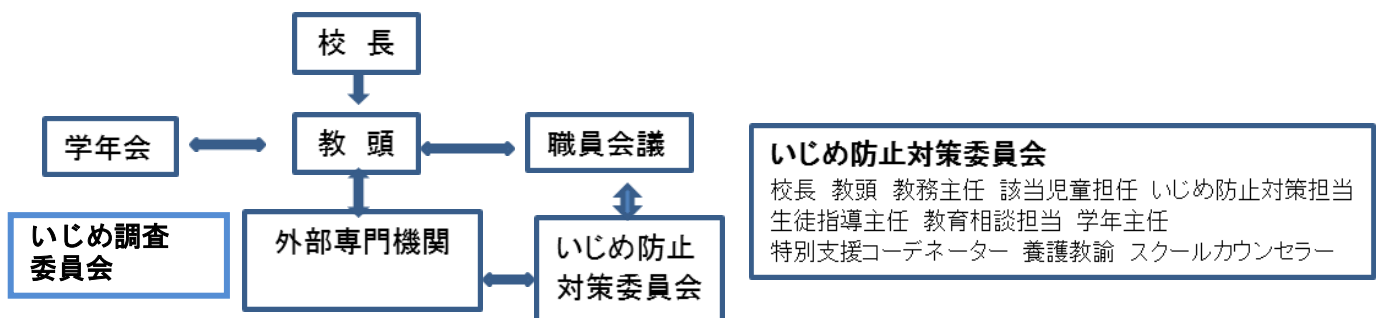 校 長
学年会
教 頭
職員会議
いじめ調査
委員会
外部専門機関
いじめ防止
対策委員会
いじめ防止対策委員会
校長 教頭 教務主任 該当児童担任 いじめ防止対策担当
生徒指導主任 教育相談担当 学年主任
特別支援コーデネーター 養護教諭 スクールカウンセラー